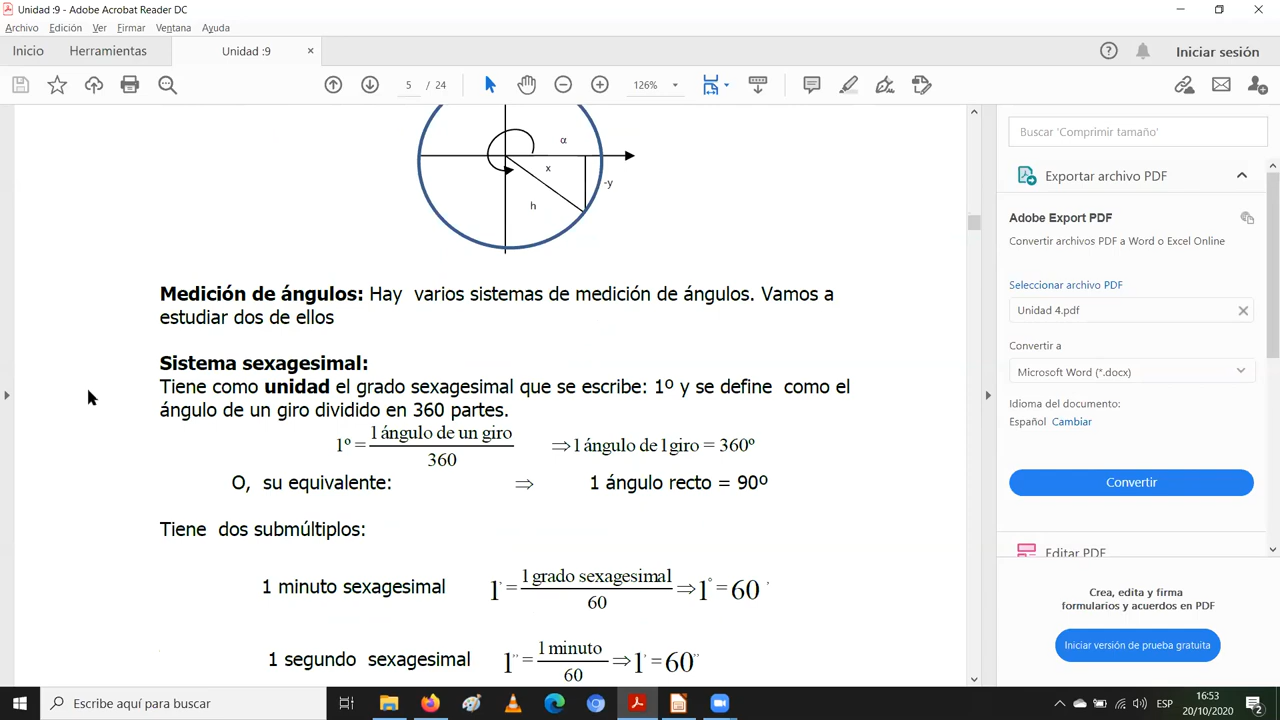 Unidad :9 - Adobe Acrobat Reader DC
Archivo Edición Ver Firmar Ventana Ayuda
Inicio Herramientas Unidad :9 × Iniciar sesión
5 / 24 126%
α
x
-y
h
Medición de ángulos: Hay varios sistemas de medición de ángulos. Vamos a
estudiar dos de ellos
Sistema sexagesimal:
Tiene como unidad el grado sexagesimal que se escribe: 1º y se define como el
ángulo de un giro dividido en 360 partes.
1º = 1 ángulo de un giro / 360 ⇒ 1 ángulo de 1 giro = 360º
O, su equivalente: ⇒ 1 ángulo recto = 90º
Tiene dos submúltiplos:
1 minuto sexagesimal 1' = 1 grado sexagesimal / 60 ⇒ 1° = 60 '
1 segundo sexagesimal 1'' = 1 minuto / 60 ⇒ 1' = 60''
Buscar 'Comprimir tamaño'
Exportar archivo PDF
Adobe Export PDF
Convertir archivos PDF a Word o Excel Online
Seleccionar archivo PDF
Unidad 4.pdf
Convertir a
Microsoft Word (*.docx)
Idioma del documento:
Español Cambiar
Convertir
Editar PDF
Crea, edita y firma
formularios y acuerdos en PDF
Iniciar versión de prueba gratuita
Escribe aquí para buscar
ESP
16:53
20/10/2020
2